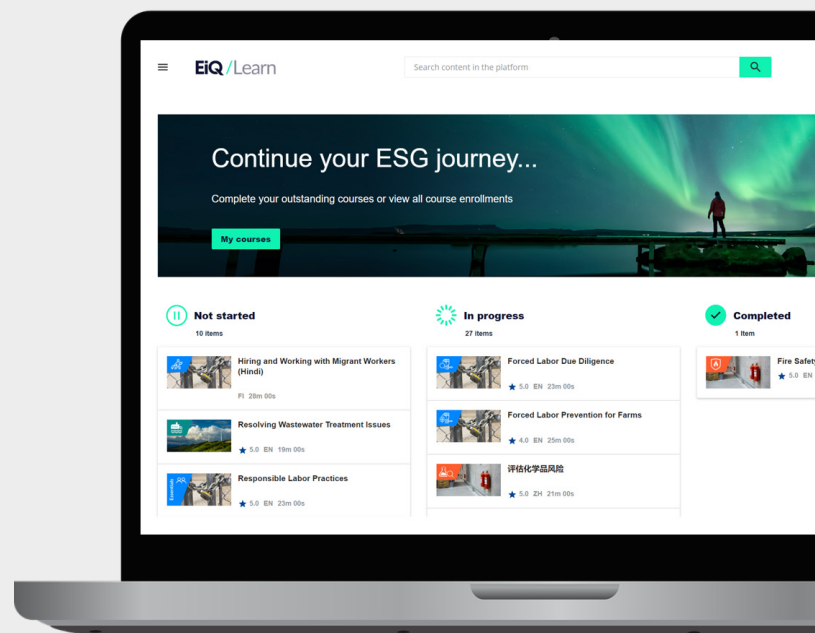 EiQ/Learn
Search content in the platform
Continue your ESG journey...
Complete your outstanding courses or view all course enrollments
My courses
Not started
10 items
Hiring and Working with Migrant Workers
(Hindi)
FI 28m 00s
Resolving Wastewater Treatment Issues
5.0 EN 19m 00s
Essentials
Responsible Labor Practices
5.0 EN 23m 00s
In progress
27 items
Forced Labor Due Diligence
5.0 EN 23m 00s
Forced Labor Prevention for Farms
4.0 EN 25m 00s
评估化学品风险
5.0 ZH 21m 00s
Completed
1 Item
Fire Safety
5.0 EN